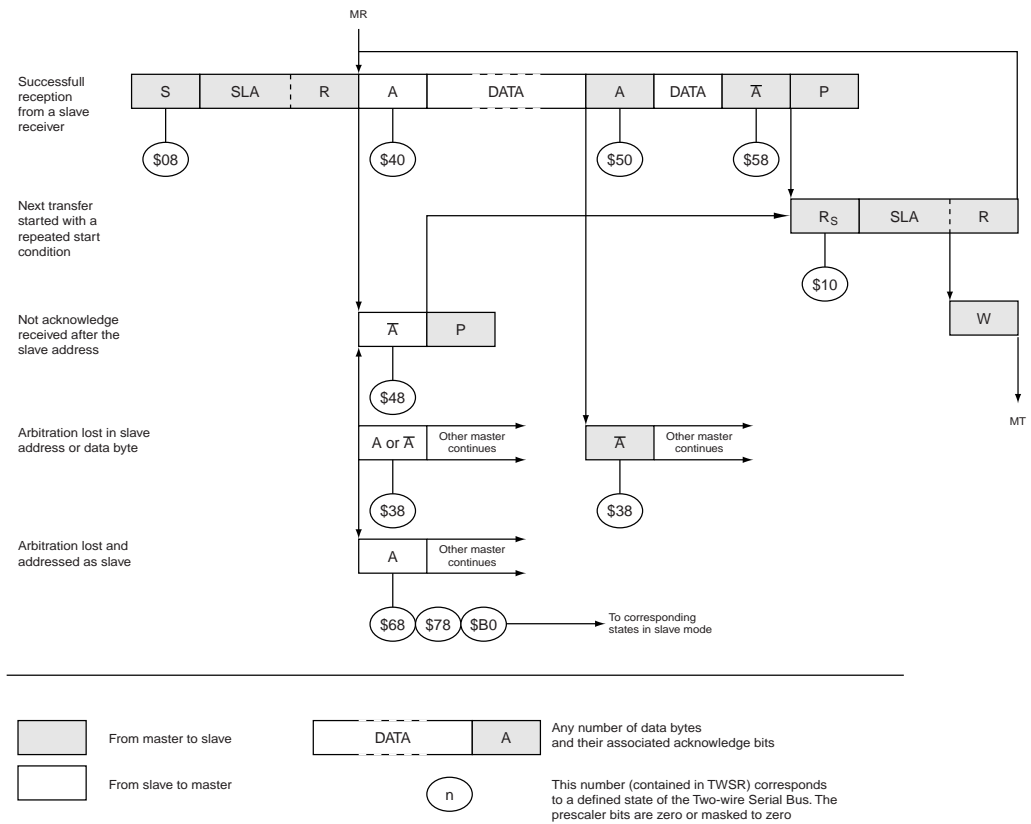 MR
Successfull
reception
from a slave
receiver
S SLA R A DATA A DATA A̅ P
$08 $40 $50 $58
Next transfer
started with a
repeated start
condition
RS SLA R
$10
Not acknowledge
received after the
slave address
A̅ P
W
$48
MT
Arbitration lost in slave
address or data byte
A or A̅
Other master
continues
A̅
Other master
continues
$38 $38
Arbitration lost and
addressed as slave
A
Other master
continues
$68 $78 $B0
To corresponding
states in slave mode
From master to slave
DATA A
Any number of data bytes
and their associated acknowledge bits
From slave to master
n
This number (contained in TWSR) corresponds
to a defined state of the Two-wire Serial Bus. The
prescaler bits are zero or masked to zero